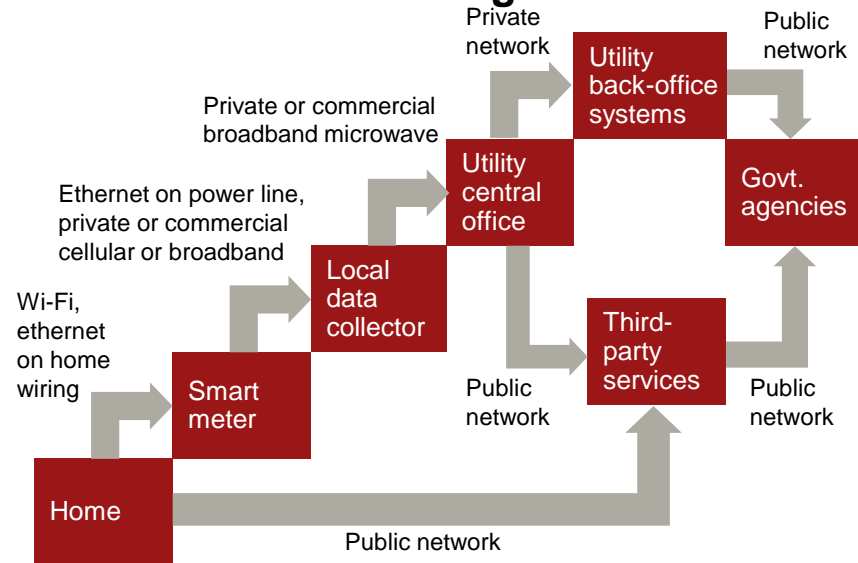 Private
network
Public
network
Utility
back-office
systems
Private or commercial
broadband microwave
Utility
central
office
Govt.
agencies
Ethernet on power line,
private or commercial
cellular or broadband
Local
data
collector
Wi-Fi,
ethernet
on home
wiring
Third-
party
services
Smart
meter
Public
network
Public
network
Home
Public network